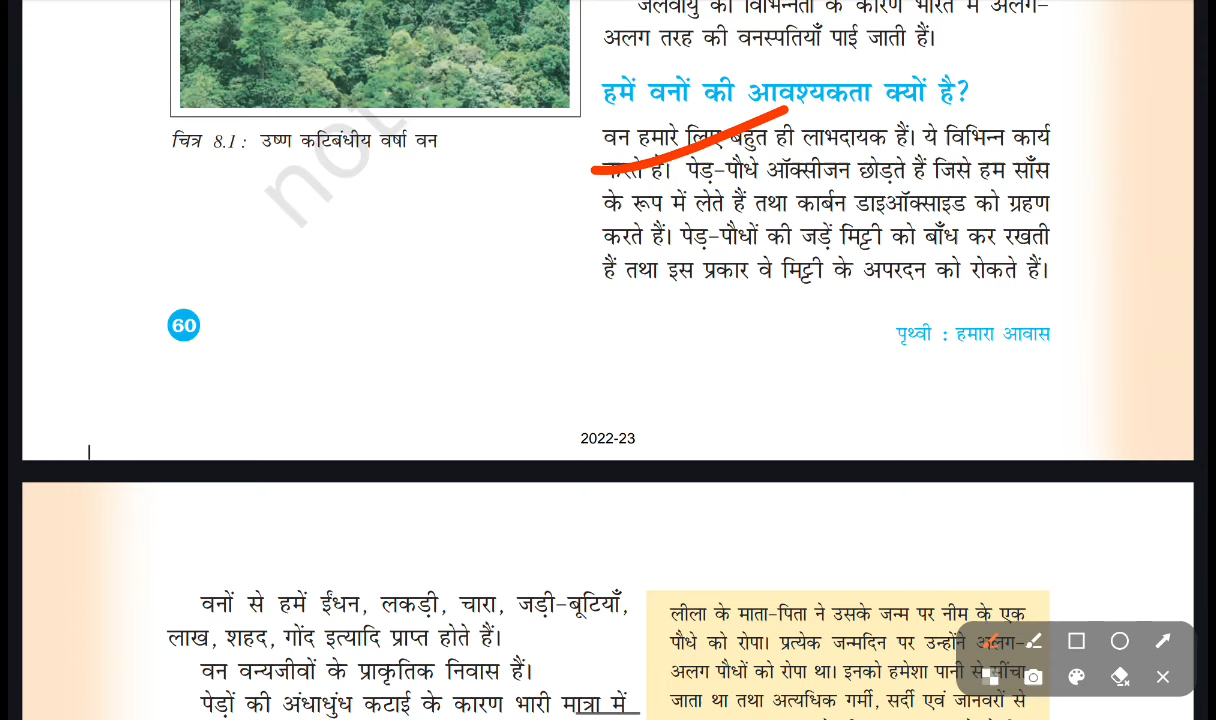 जलवायु की विभिन्नता के कारण भारत में अलग-
अलग तरह की वनस्पतियाँ पाई जाती हैं।
हमें वनों की आवश्यकता क्यों है?
वन हमारे लिए बहुत ही लाभदायक हैं। ये विभिन्न कार्य
करते हैं। पेड़-पौधे ऑक्सीजन छोड़ते हैं जिसे हम साँस
के रूप में लेते हैं तथा कार्बन डाइऑक्साइड को ग्रहण
करते हैं। पेड़-पौधों की जड़ें मिट्टी को बाँध कर रखती
हैं तथा इस प्रकार वे मिट्टी के अपरदन को रोकते हैं।
चित्र 8.1: उष्ण कटिबंधीय वर्षा वन
not
60
पृथ्वी : हमारा आवास
2022-23
वनों से हमें ईंधन, लकड़ी, चारा, जड़ी-बूटियाँ,
लाख, शहद, गोंद इत्यादि प्राप्त होते हैं।
वन वन्यजीवों के प्राकृतिक निवास हैं।
पेड़ों की अंधाधुंध कटाई के कारण भारी मात्रा में
लीला के माता-पिता ने उसके जन्म पर नीम के एक
पौधे को रोपा। प्रत्येक जन्मदिन पर उन्होंने अलग-
अलग पौधों को रोपा था। इनको हमेशा पानी से सींचा
जाता था तथा अत्यधिक गर्मी, सर्दी एवं जानवरों से